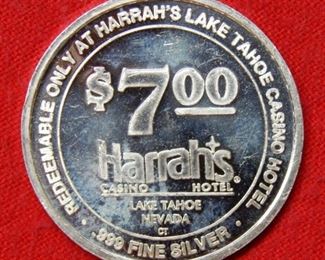 REDEEMABLE ONLY AT HARRAH'S LAKE TAHOE CASINO HOTEL
$7.00
Harrah's
CASINO HOTEL
LAKE TAHOE
NEVADA
CT
.999 FINE SILVER